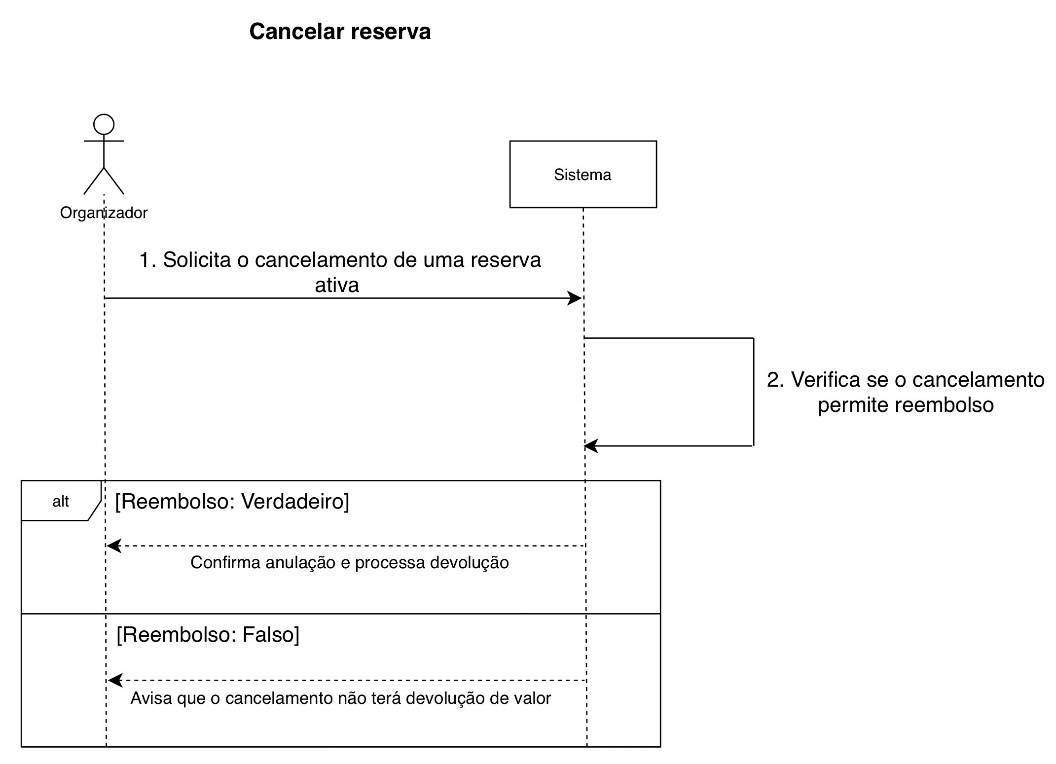 Cancelar reserva
Organizador
Sistema
1. Solicita o cancelamento de uma reserva
ativa
2. Verifica se o cancelamento
permite reembolso
alt
[Reembolso: Verdadeiro]
Confirma anulação e processa devolução
[Reembolso: Falso]
Avisa que o cancelamento não terá devolução de valor